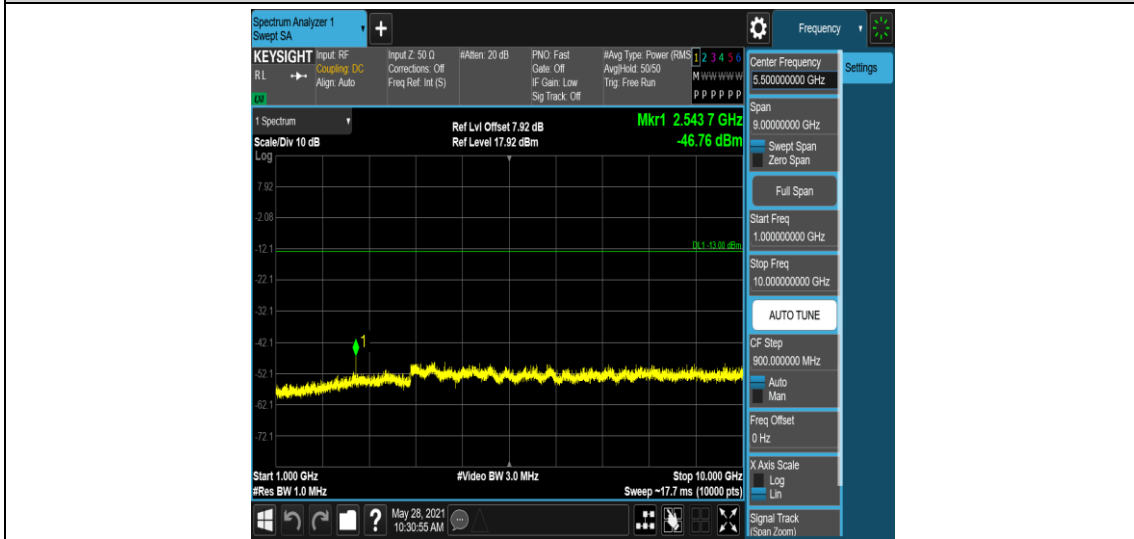 Spectrum Analyzer 1
Swept SA
Frequency
KEYSIGHT
RL
LXI
Input: RF
Coupling: DC
Align: Auto
Input Z: 50 Ω
Corrections: Off
Freq Ref: Int (S)
#Atten: 20 dB
PNO: Fast
Gate: Off
IF Gain: Low
Sig Track: Off
#Avg Type: Power (RMS
Avg|Hold: 50/50
Trig: Free Run
1 2 3 4 5 6
M W W W W W
P P P P P P
1 Spectrum
Scale/Div 10 dB
Log
Ref Lvl Offset 7.92 dB
Ref Level 17.92 dBm
Mkr1 2.543 7 GHz
-46.76 dBm
7.92
-2.08
-12.1
DL1 -13.00 dBm
-22.1
-32.1
-42.1
1
-52.1
-62.1
-72.1
Start 1.000 GHz
#Res BW 1.0 MHz
#Video BW 3.0 MHz
Stop 10.000 GHz
Sweep ~17.7 ms (10000 pts)
?
May 28, 2021
10:30:55 AM
Center Frequency
5.500000000 GHz
Settings
Span
9.00000000 GHz
Swept Span
Zero Span
Full Span
Start Freq
1.000000000 GHz
Stop Freq
10.000000000 GHz
AUTO TUNE
CF Step
900.000000 MHz
Auto
Man
Freq Offset
0 Hz
X Axis Scale
Log
Lin
Signal Track
(Span Zoom)